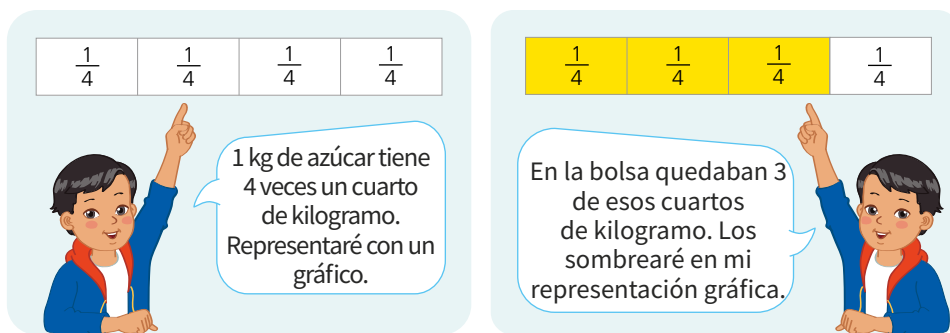 1/4 1/4 1/4 1/4
1 kg de azúcar tiene
4 veces un cuarto
de kilogramo.
Representaré con un
gráfico.
1/4 1/4 1/4 1/4
En la bolsa quedaban 3
de esos cuartos
de kilogramo. Los
sombrearé en mi
representación gráfica.